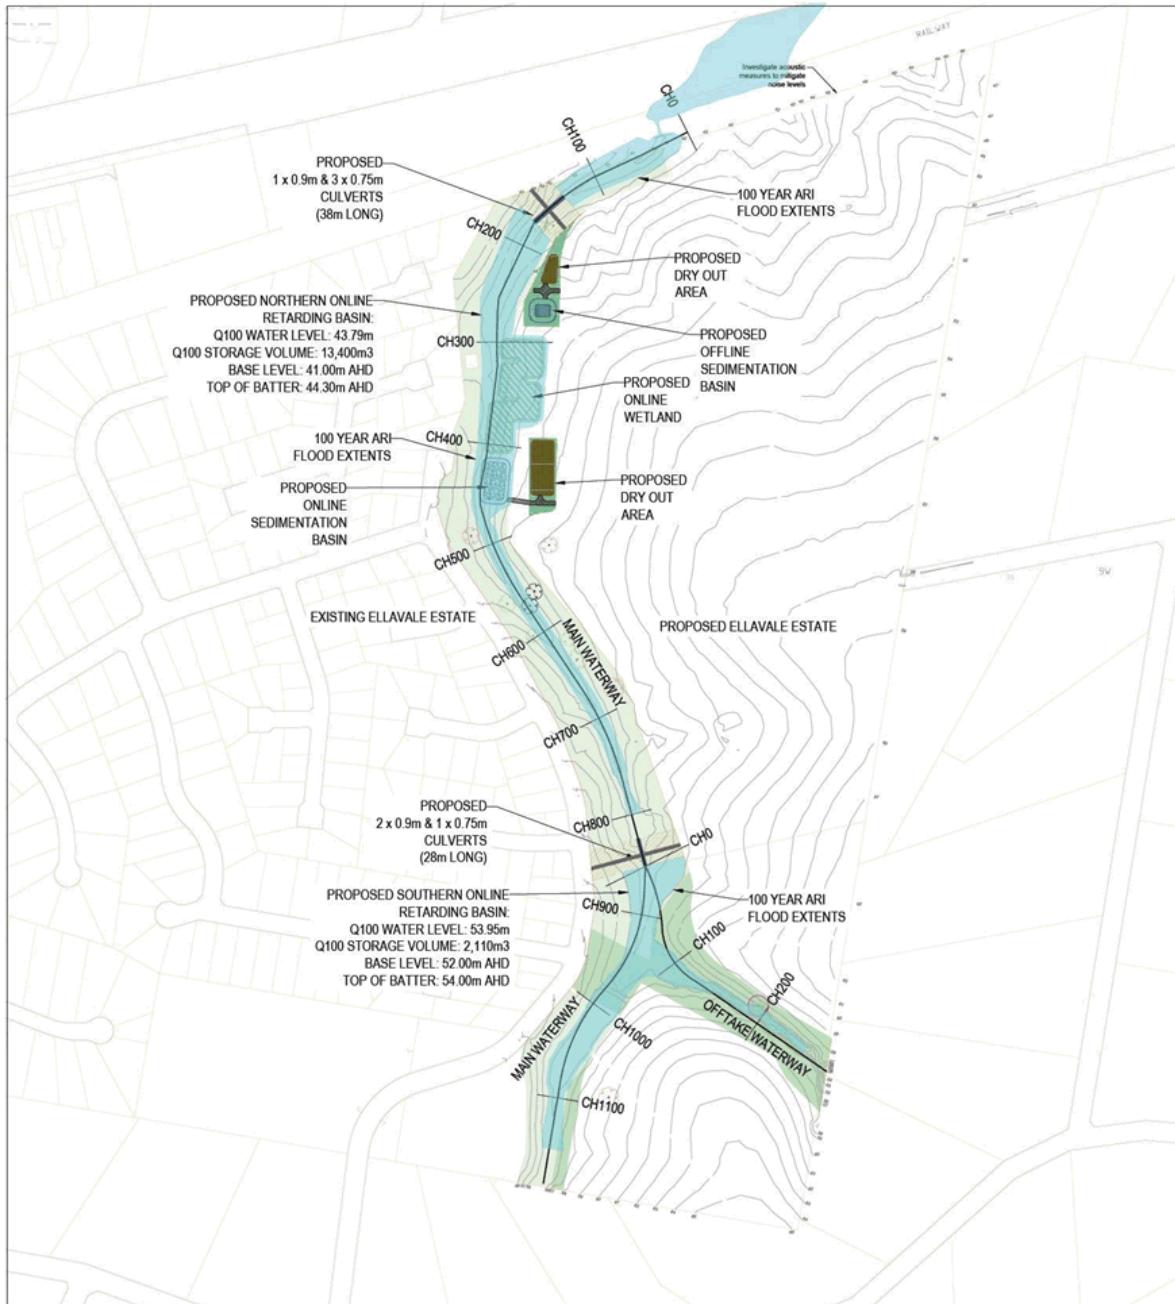 RAILWAY
Investigate acoustic
measures to mitigate
noise levels
CH0
CH100
PROPOSED
1 x 0.9m & 3 x 0.75m
CULVERTS
(38m LONG)
100 YEAR ARI
FLOOD EXTENTS
CH200
PROPOSED
DRY OUT
AREA
PROPOSED NORTHERN ONLINE
RETARDING BASIN:
Q100 WATER LEVEL: 43.79m
Q100 STORAGE VOLUME: 13,400m3
BASE LEVEL: 41.00m AHD
TOP OF BATTER: 44.30m AHD
CH300
PROPOSED
OFFLINE
SEDIMENTATION
BASIN
PROPOSED
ONLINE
WETLAND
CH400
100 YEAR ARI
FLOOD EXTENTS
PROPOSED
ONLINE
SEDIMENTATION
BASIN
PROPOSED
DRY OUT
AREA
CH500
EXISTING ELLAVALE ESTATE
PROPOSED ELLAVALE ESTATE
CH600
MAIN WATERWAY
CH700
PROPOSED
2 x 0.9m & 1 x 0.75m
CULVERTS
(28m LONG)
CH800
CH0
PROPOSED SOUTHERN ONLINE
RETARDING BASIN:
Q100 WATER LEVEL: 53.95m
Q100 STORAGE VOLUME: 2,110m3
BASE LEVEL: 52.00m AHD
TOP OF BATTER: 54.00m AHD
CH900
100 YEAR ARI
FLOOD EXTENTS
CH100
CH200
OFFTAKE WATERWAY
MAIN WATERWAY
CH1000
CH1100